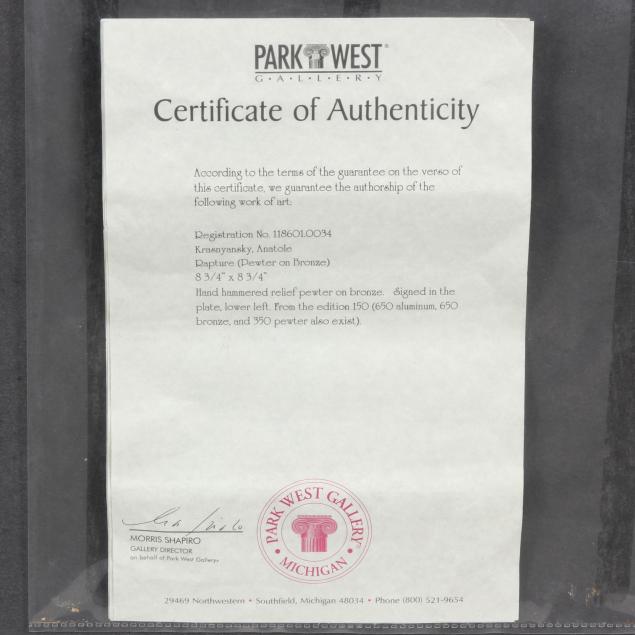 PARK WEST®
G·A·L·L·E·R·Y
Certificate of Authenticity
According to the terms of the guarantee on the verso of
this certificate, we guarantee the authorship of the
following work of art:
Registration No. 118601.0034
Krasnyansky, Anatole
Rapture (Pewter on Bronze)
8 3/4" x 8 3/4"
Hand hammered relief pewter on bronze. Signed in the
plate, lower left. From the edition 150 (650 aluminum, 650
bronze, and 350 pewter also exist).
MORRIS SHAPIRO
GALLERY DIRECTOR
on behalf of Park West Gallery®
PARK WEST GALLERY®
• MICHIGAN •
29469 Northwestern • Southfield, Michigan 48034 • Phone (800) 521-9654